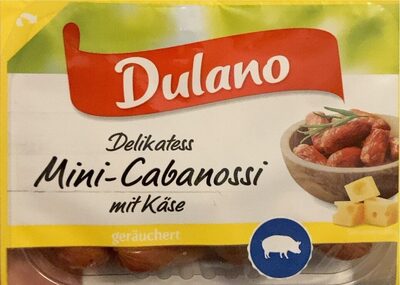 Dulano
Delikatess
Mini-Cabanossi
mit Käse
geräuchert